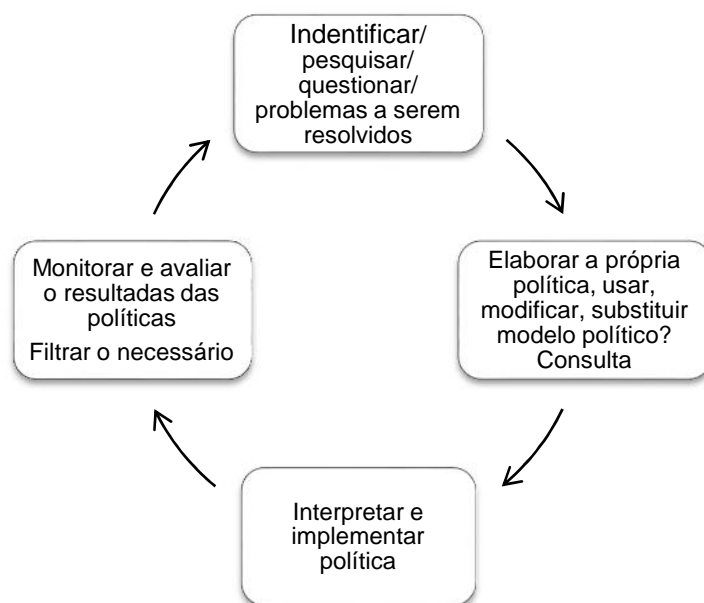 Indentificar/
pesquisar/
questionar/
problemas a serem
resolvidos
Elaborar a própria
política, usar,
modificar, substituir
modelo político?
Consulta
Interpretar e
implementar
política
Monitorar e avaliar
o resultadas das
políticas
Filtrar o necessário